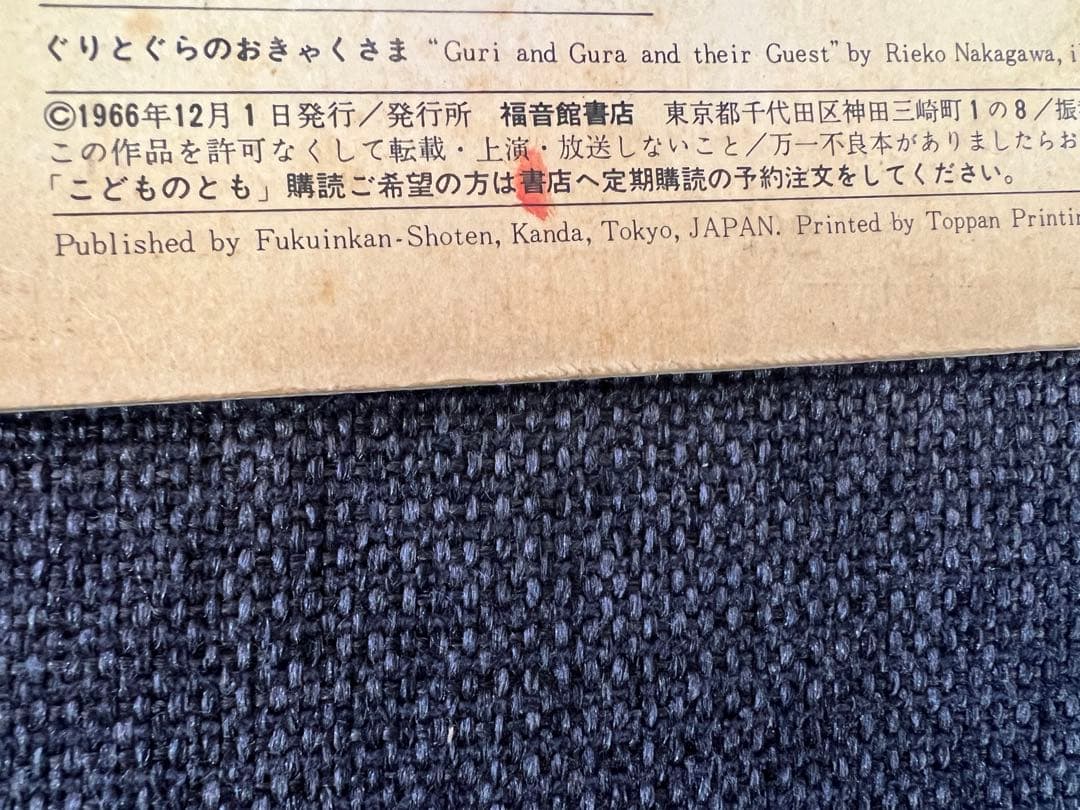 ぐりとぐらのおきゃくさま “Guri and Gura and their Guest” by Rieko Nakagawa,
©1966年12月1日発行／発行所 福音館書店 東京都千代田区神田三崎町1の8／振
この作品を許可なくして転載・上演・放送しないこと／万一不良本がありましたらお
「こどものとも」購読ご希望の方は書店へ定期購読の予約注文をしてください。
Published by Fukuinkan-Shoten, Kanda, Tokyo, JAPAN. Printed by Toppan Printin